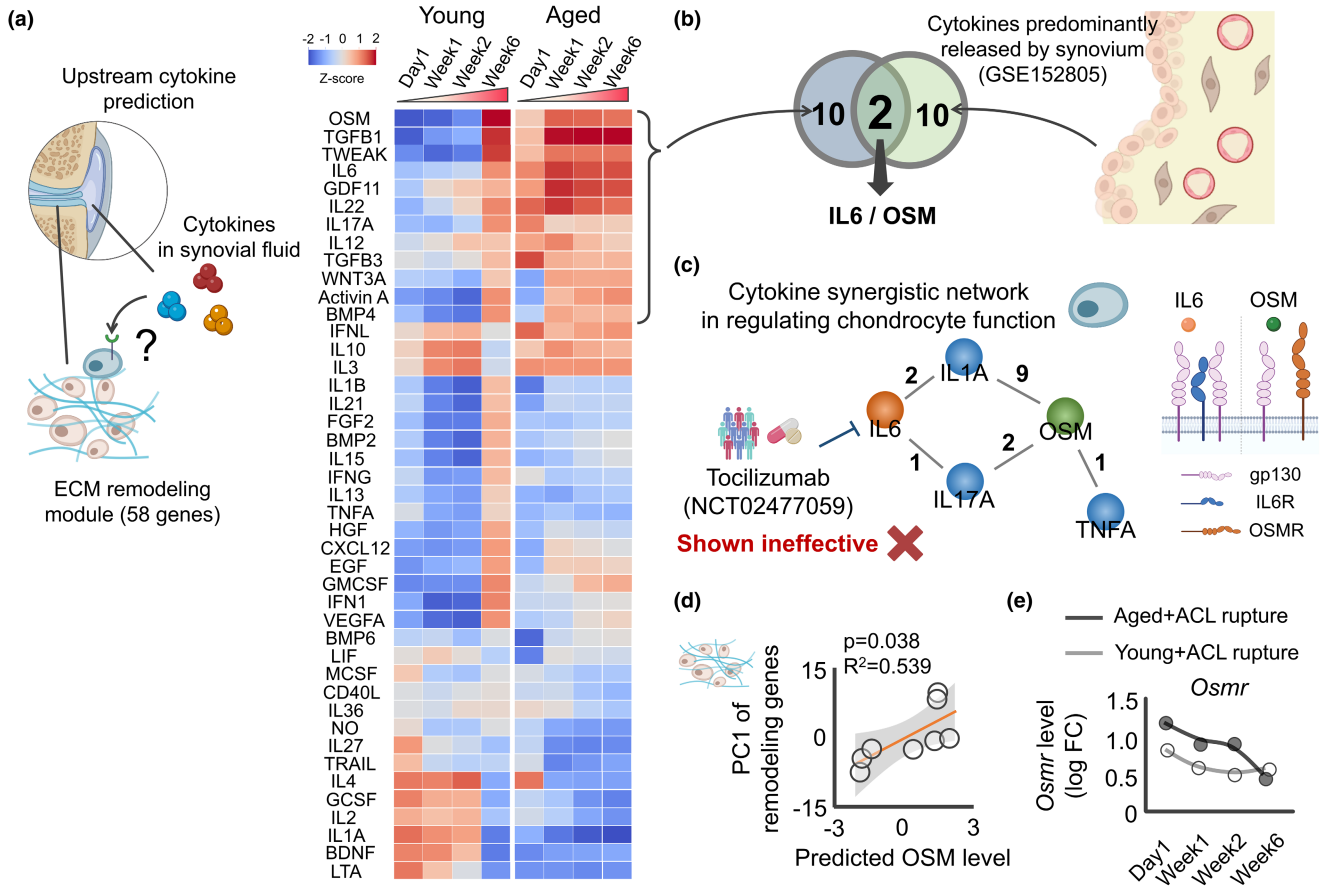 (a)
Upstream cytokine
prediction
Cytokines
in synovial fluid
?
ECM remodeling
module (58 genes)
Young
Aged
-2 -1 0 1 2
Z-score
Day1
Week1
Week2
Week6
Day1
Week1
Week2
Week6
OSM
TGFB1
TWEAK
IL6
GDF11
IL22
IL17A
IL12
TGFB3
WNT3A
Activin A
BMP4
IFNL
IL10
IL3
IL1B
IL21
FGF2
BMP2
IL15
IFNG
IL13
TNFA
HGF
CXCL12
EGF
GMCSF
IFN1
VEGFA
BMP6
LIF
MCSF
CD40L
IL36
NO
IL27
TRAIL
IL4
GCSF
IL2
IL1A
BDNF
LTA
(b)
Cytokines predominantly
released by synovium
(GSE152805)
10
2
10
IL6 / OSM
(c)
Cytokine synergistic network
in regulating chondrocyte function
IL1A
2
9
IL6
OSM
1
2
1
IL17A
TNFA
Tocilizumab
(NCT02477059)
Shown ineffective
IL6
OSM
gp130
IL6R
OSMR
(d)
p=0.038
R²=0.539
PC1 of
remodeling genes
15
0
-15
-3
0
3
Predicted OSM level
(e)
Aged+ACL rupture
Young+ACL rupture
Osmr
Osmr level
(log FC)
1.5
1.0
0.5
0
Day1
Week1
Week2
Week6